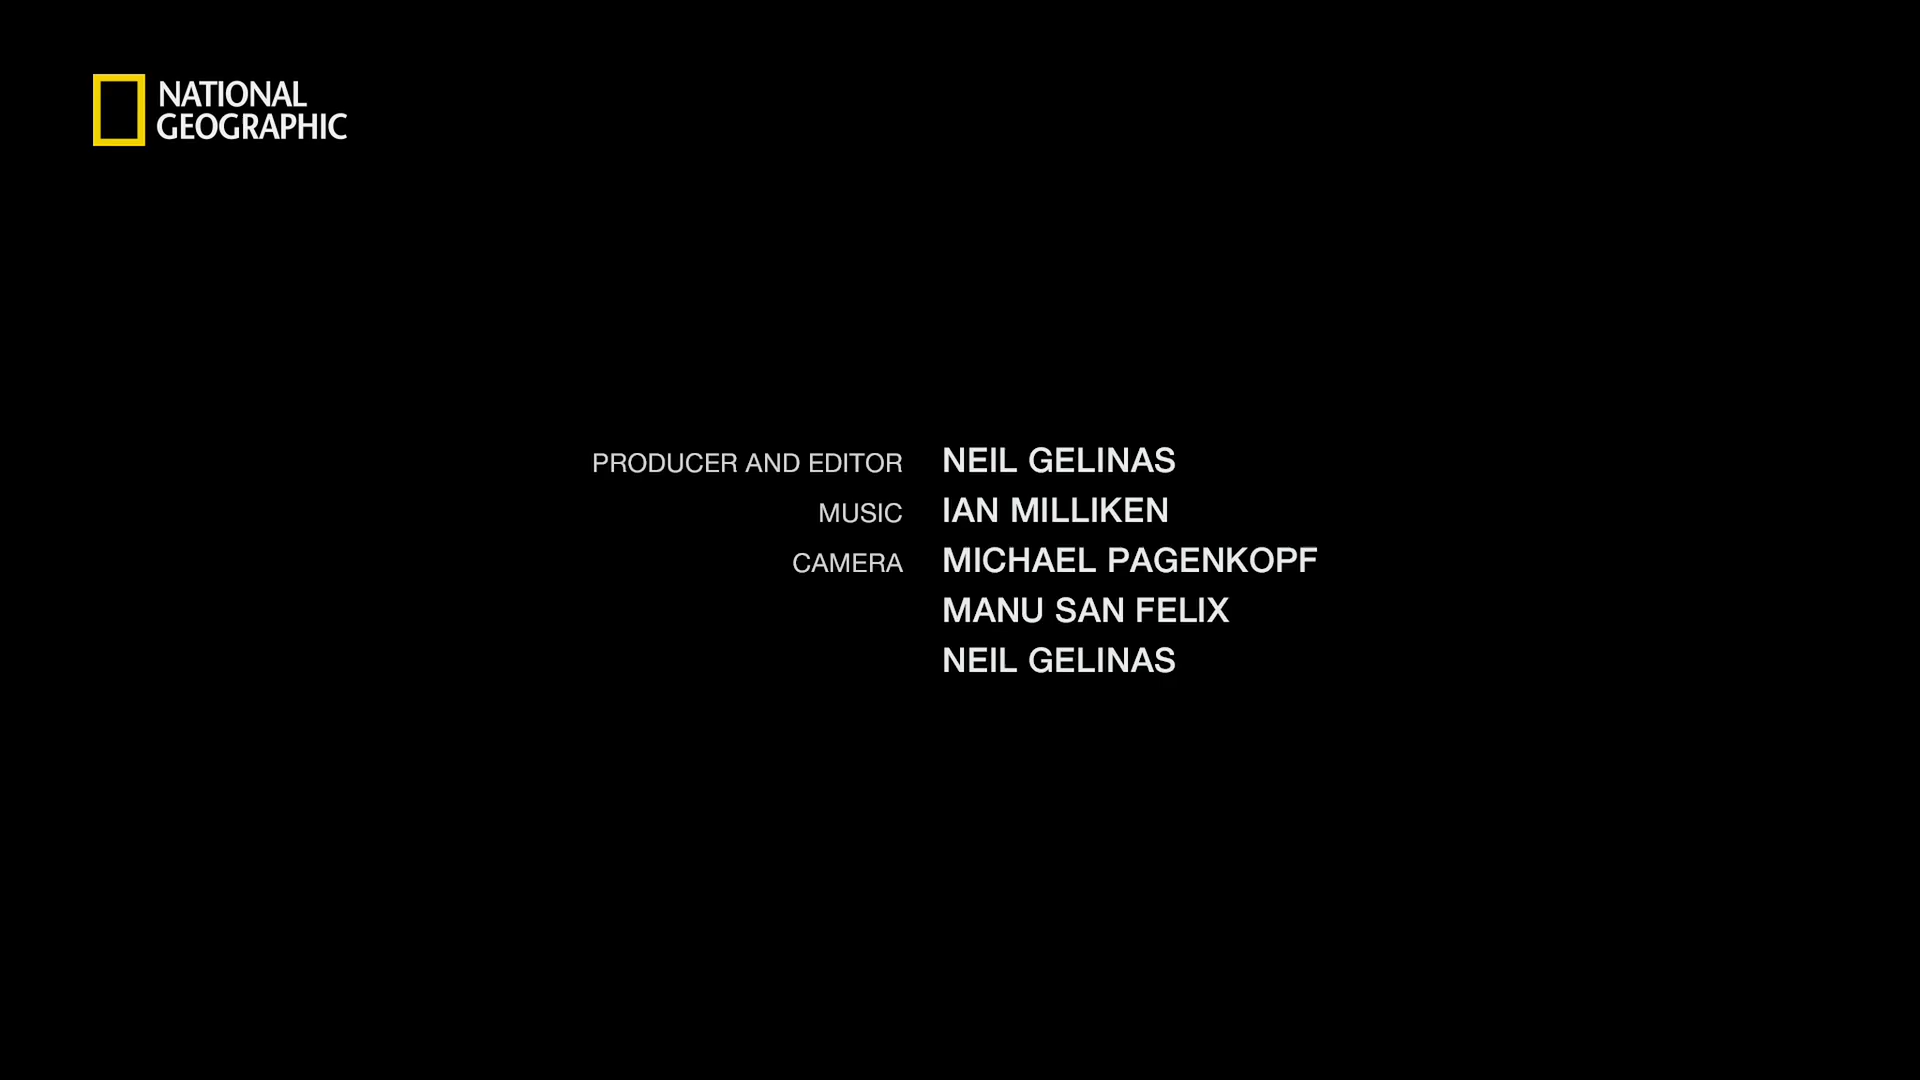 NATIONAL
GEOGRAPHIC
PRODUCER AND EDITOR NEIL GELINAS
MUSIC IAN MILLIKEN
CAMERA MICHAEL PAGENKOPF
MANU SAN FELIX
NEIL GELINAS